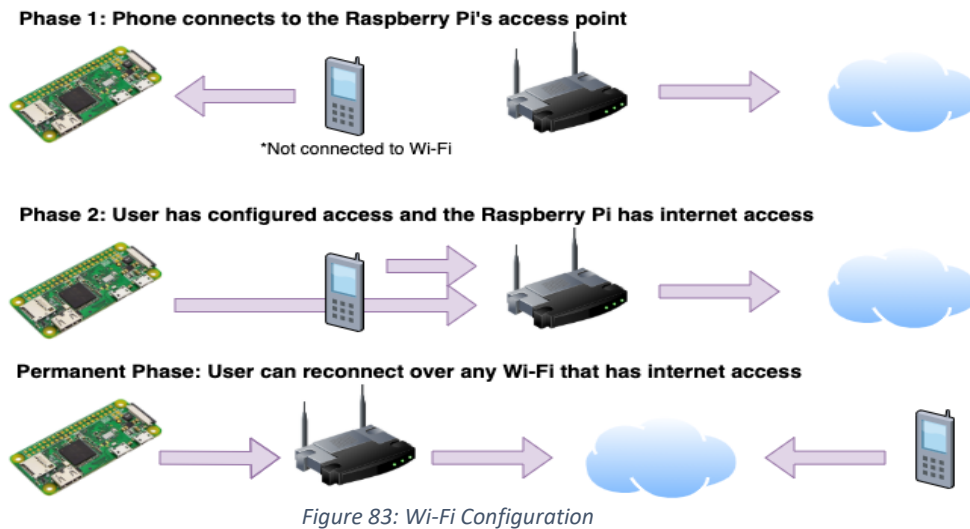 Phase 1: Phone connects to the Raspberry Pi's access point
*Not connected to Wi-Fi
Phase 2: User has configured access and the Raspberry Pi has internet access
Permanent Phase: User can reconnect over any Wi-Fi that has internet access
Figure 83: Wi-Fi Configuration